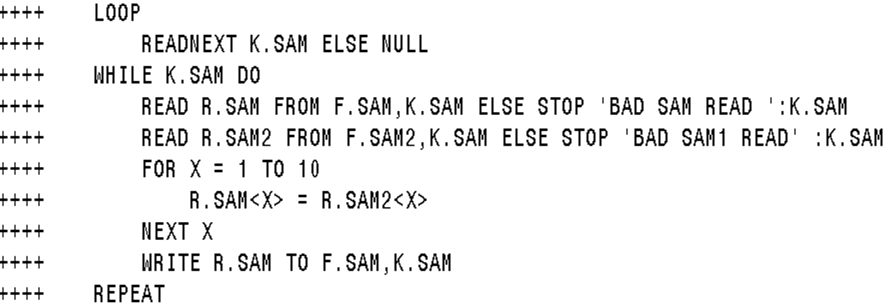 ++++    LOOP
++++        READNEXT K.SAM ELSE NULL
++++    WHILE K.SAM DO
++++        READ R.SAM FROM F.SAM,K.SAM ELSE STOP 'BAD SAM READ ':K.SAM
++++        READ R.SAM2 FROM F.SAM2,K.SAM ELSE STOP 'BAD SAM1 READ' :K.SAM
++++        FOR X = 1 TO 10
++++            R.SAM<X> = R.SAM2<X>
++++        NEXT X
++++        WRITE R.SAM TO F.SAM,K.SAM
++++    REPEAT